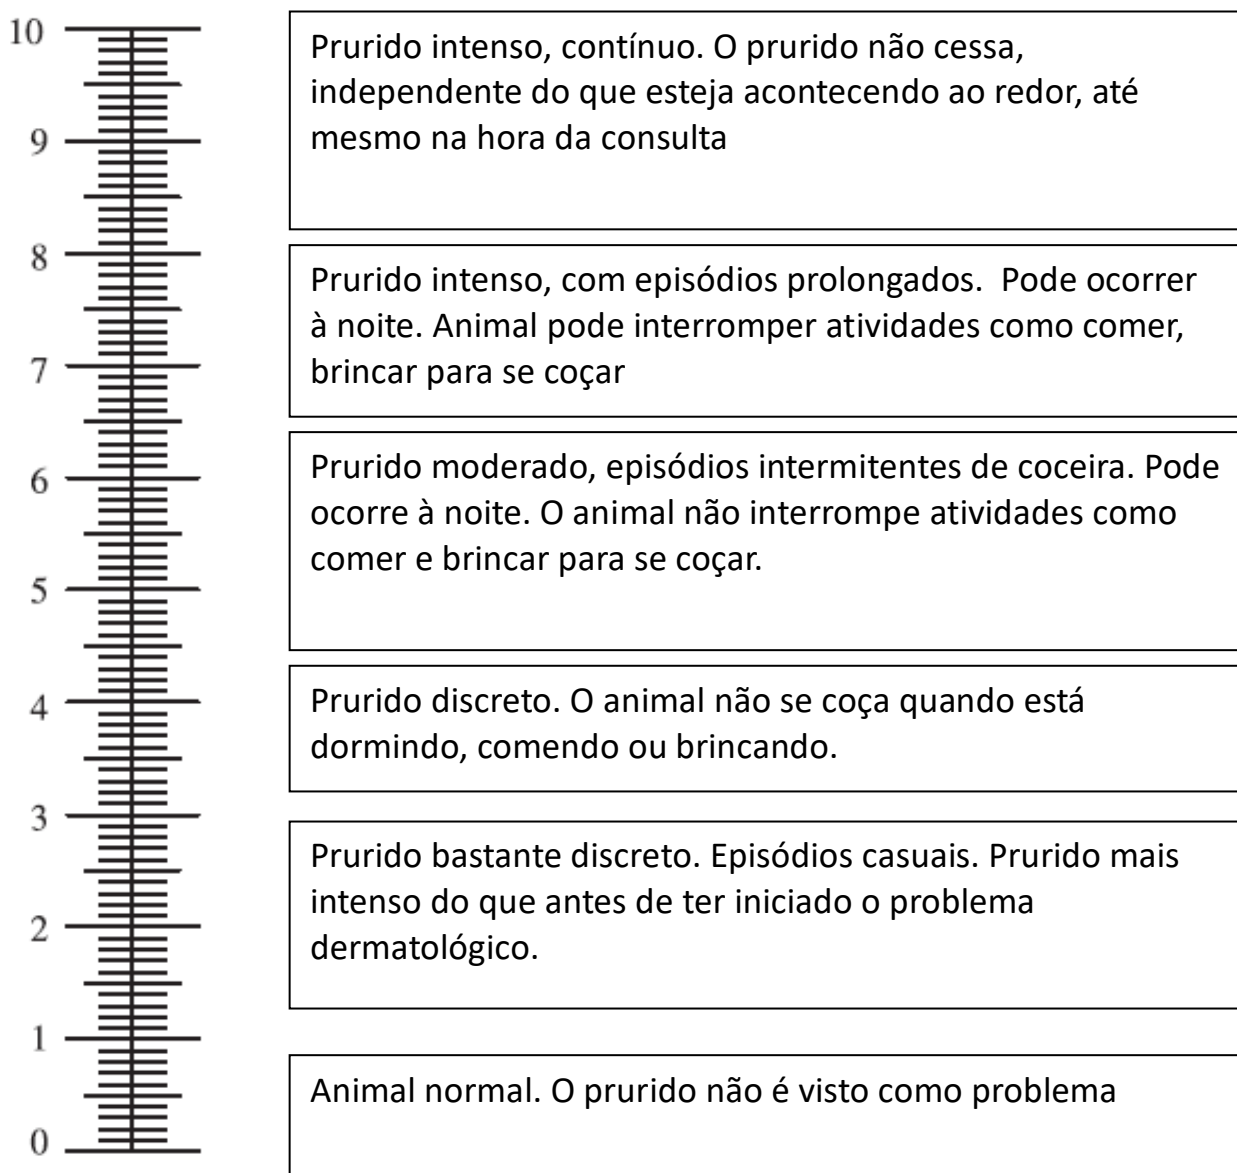 10
Prurido intenso, contínuo. O prurido não cessa,
independente do que esteja acontecendo ao redor, até
mesmo na hora da consulta
9
8
Prurido intenso, com episódios prolongados.  Pode ocorrer
à noite. Animal pode interromper atividades como comer,
brincar para se coçar
7
Prurido moderado, episódios intermitentes de coceira. Pode
ocorre à noite. O animal não interrompe atividades como
comer e brincar para se coçar.
6
5
Prurido discreto. O animal não se coça quando está
dormindo, comendo ou brincando.
4
3
Prurido bastante discreto. Episódios casuais. Prurido mais
intenso do que antes de ter iniciado o problema
dermatológico.
2
1
Animal normal. O prurido não é visto como problema
0